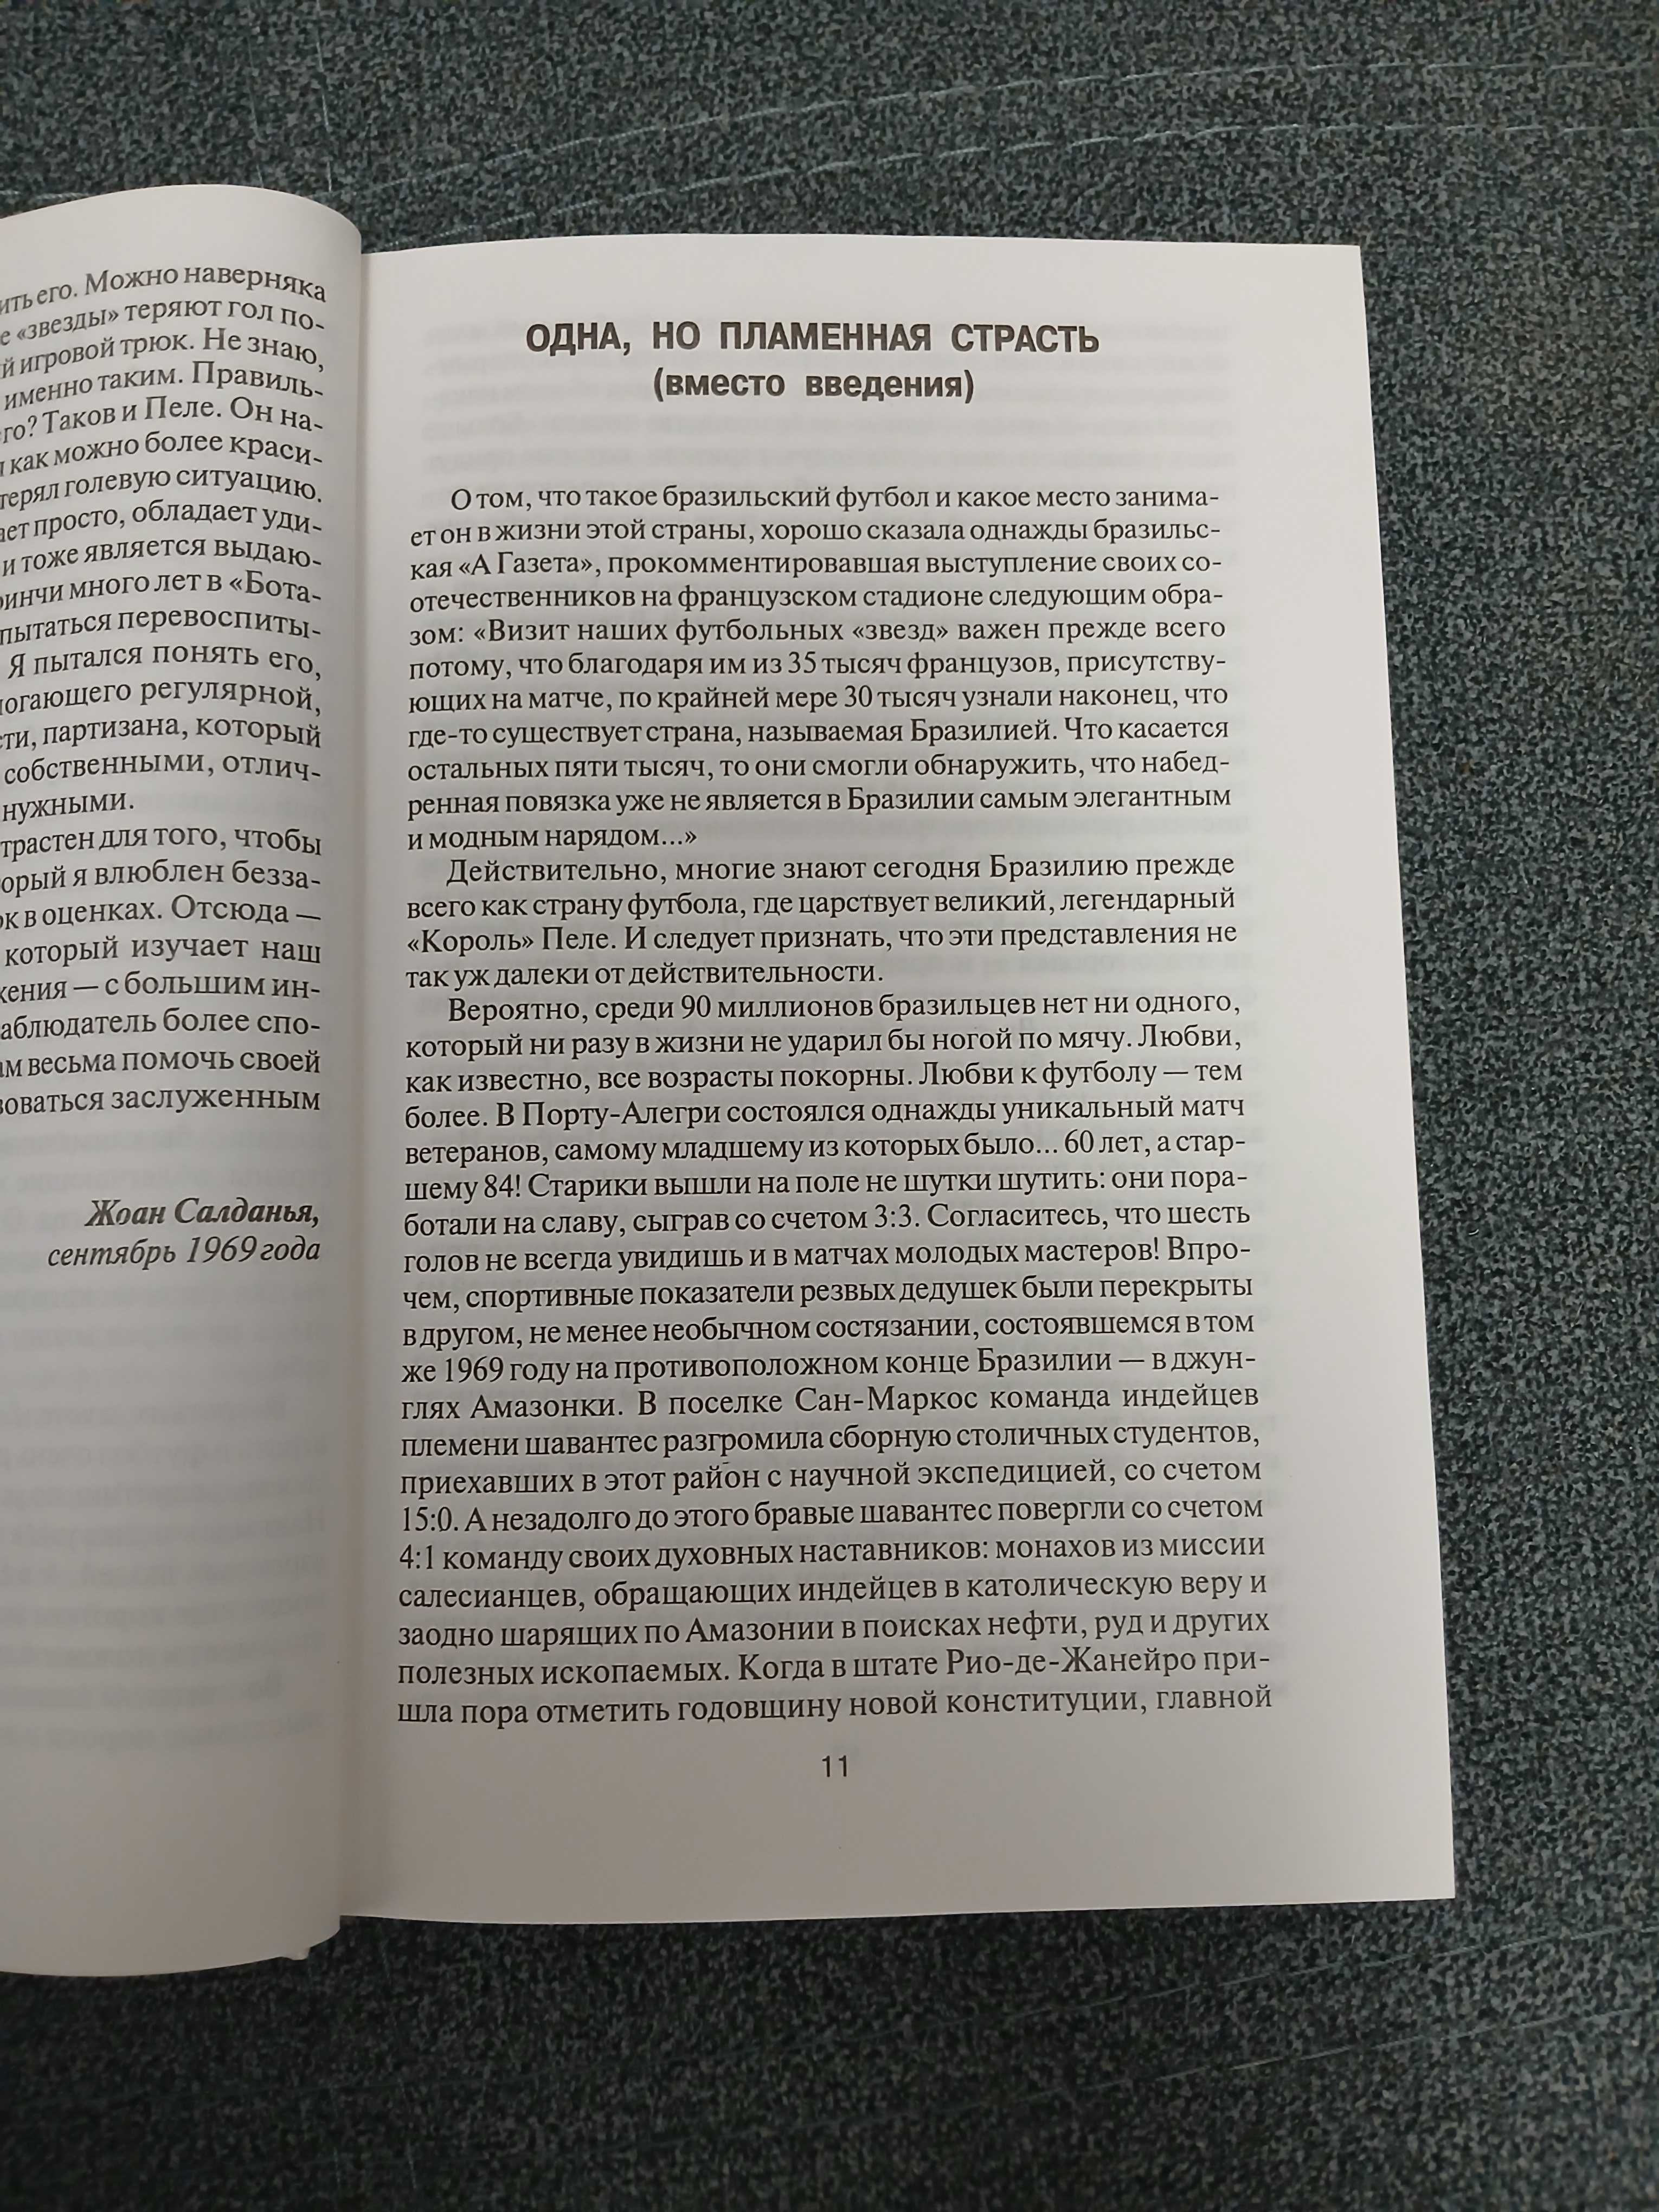 его. Можно наверняка
«звезды» теряют гол по-
игровой трюк. Не знаю,
именно таким. Правиль-
Таков и Пеле. Он на-
как можно более краси-
терял голевую ситуацию.
просто, обладает уди-
и тоже является выдаю-
много лет в «Бота-
перевоспиты-
Я пытался понять его,
регулярной,
партизана, который
собственными, отлич-
нужными.
для того, чтобы
я влюблен безза-
в оценках. Отсюда —
который изучает наш
— с большим ин-
более спо-
весьма помочь своей
заслуженным
Жоан Салданья,
сентябрь 1969 года
ОДНА, НО ПЛАМЕННАЯ СТРАСТЬ
(вместо введения)
О том, что такое бразильский футбол и какое место занима-
ет он в жизни этой страны, хорошо сказала однажды бразильс-
кая «А Газета», прокомментировавшая выступление своих со-
отечественников на французском стадионе следующим обра-
зом: «Визит наших футбольных «звезд» важен прежде всего
потому, что благодаря им из 35 тысяч французов, присутству-
ющих на матче, по крайней мере 30 тысяч узнали наконец, что
где-то существует страна, называемая Бразилией. Что касается
остальных пяти тысяч, то они смогли обнаружить, что набед-
ренная повязка уже не является в Бразилии самым элегантным
и модным нарядом...»
Действительно, многие знают сегодня Бразилию прежде
всего как страну футбола, где царствует великий, легендарный
«Король» Пеле. И следует признать, что эти представления не
так уж далеки от действительности.
Вероятно, среди 90 миллионов бразильцев нет ни одного,
который ни разу в жизни не ударил бы ногой по мячу. Любви,
как известно, все возрасты покорны. Любви к футболу — тем
более. В Порту-Алегри состоялся однажды уникальный матч
ветеранов, самому младшему из которых было... 60 лет, а стар-
шему 84! Старики вышли на поле не шутки шутить: они пора-
ботали на славу, сыграв со счетом 3:3. Согласитесь, что шесть
голов не всегда увидишь и в матчах молодых мастеров! Впро-
чем, спортивные показатели резвых дедушек были перекрыты
в другом, не менее необычном состязании, состоявшемся в том
же 1969 году на противоположном конце Бразилии — в джун-
глях Амазонки. В поселке Сан-Маркос команда индейцев
племени шавантес разгромила сборную столичных студентов,
приехавших в этот район с научной экспедицией, со счетом
15:0. А незадолго до этого бравые шавантес повергли со счетом
4:1 команду своих духовных наставников: монахов из миссии
салесианцев, обращающих индейцев в католическую веру и
заодно шарящих по Амазонии в поисках нефти, руд и других
полезных ископаемых. Когда в штате Рио-де-Жанейро при-
шла пора отметить годовщину новой конституции, главной
11